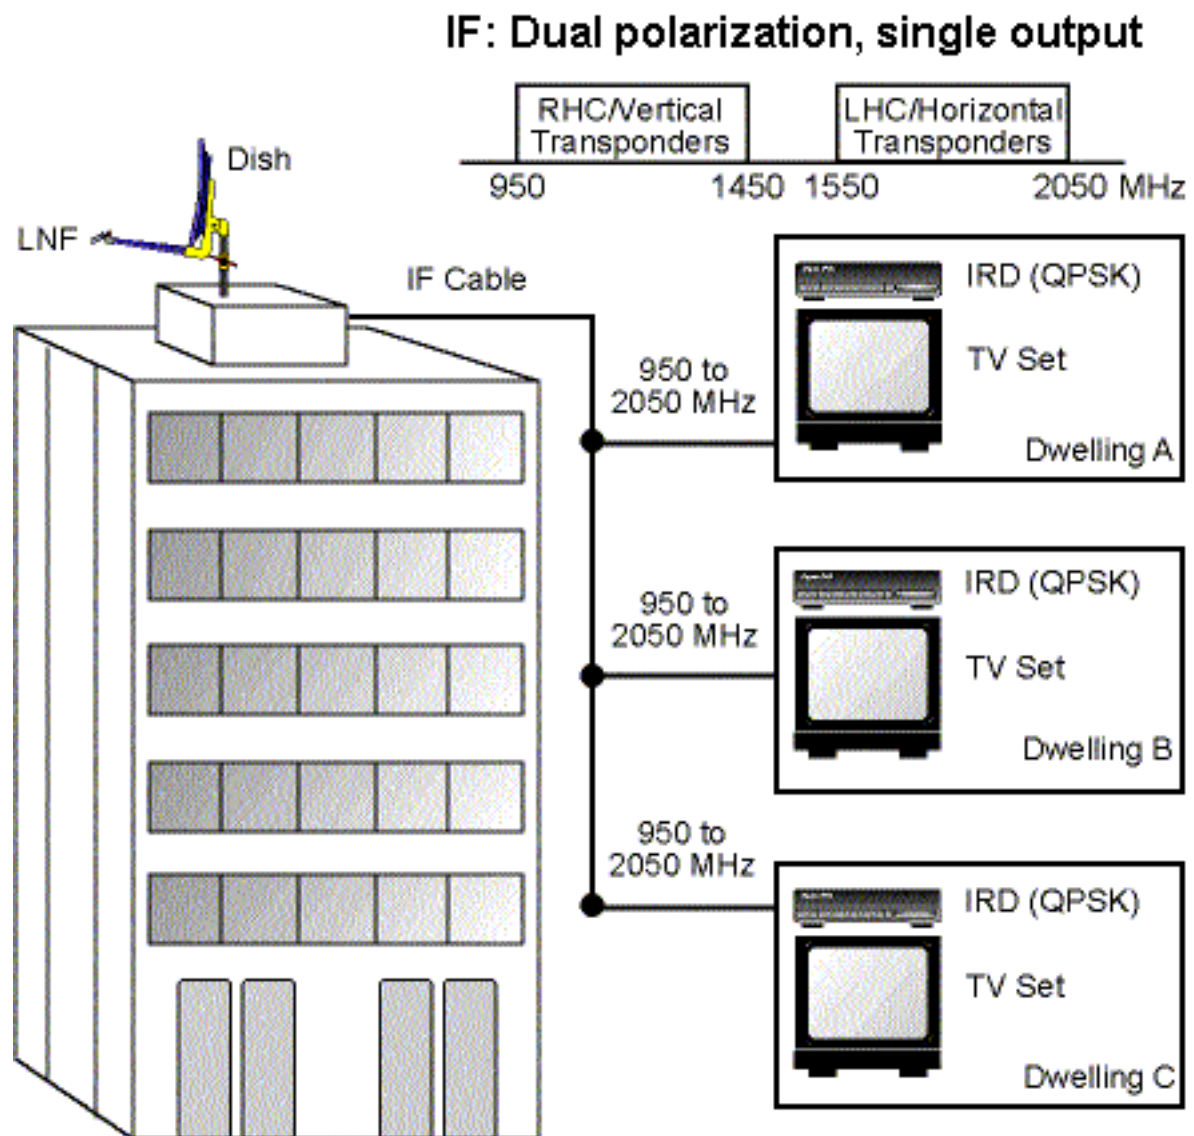 IF: Dual polarization, single output
RHC/Vertical
Transponders
LHC/Horizontal
Transponders
950
1450
1550
2050 MHz
Dish
LNF
IF Cable
950 to
2050 MHz
IRD (QPSK)
TV Set
Dwelling A
950 to
2050 MHz
IRD (QPSK)
TV Set
Dwelling B
950 to
2050 MHz
IRD (QPSK)
TV Set
Dwelling C